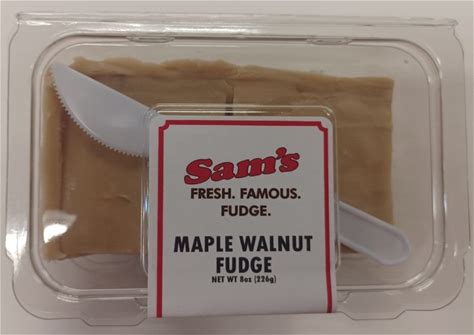 Sam's
FRESH. FAMOUS.
FUDGE.
MAPLE WALNUT
FUDGE
NET WT 8oz (226g)